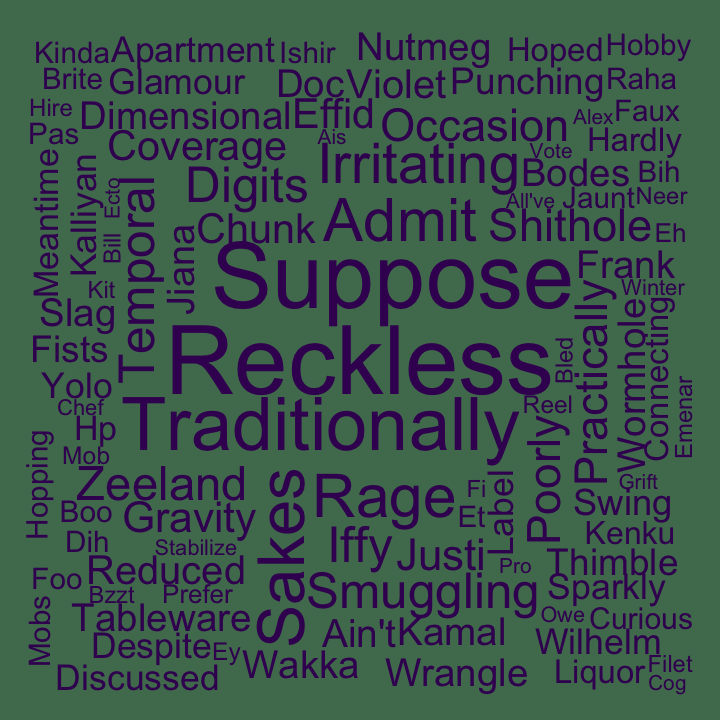 Kinda Apartment Ishir Nutmeg Hoped Hobby
Brite Glamour Doc Violet Punching Raha
Hire Dimensional Effid Occasion Alex Faux
Pas Coverage Ais Irritating Vote Hardly
Meantime Kalliyan Ecto Digits Bodes Bih
All've Jaunt Neer
Bill Temporal Jiana Chunk Admit Shithole Eh
Kit Suppose Frank Winter
Slag Practically Wormhole Connecting
Fists Reckless Bled
Yolo Emenar
Chef Traditionally Reel
Hp Poorly
Mob
Hopping Zeeland Sakes Rage Label Fi Grift
Boo Gravity Et Swing
Dih Stabilize Iffy Justi Kenku
Foo Reduced Pro Thimble
Mobs Bzzt Prefer Smuggling Sparkly
Tableware Ain't Kamal Owe Curious
Despite Ey Wilhelm
Discussed Wakka Wrangle Liquor Filet
Cog